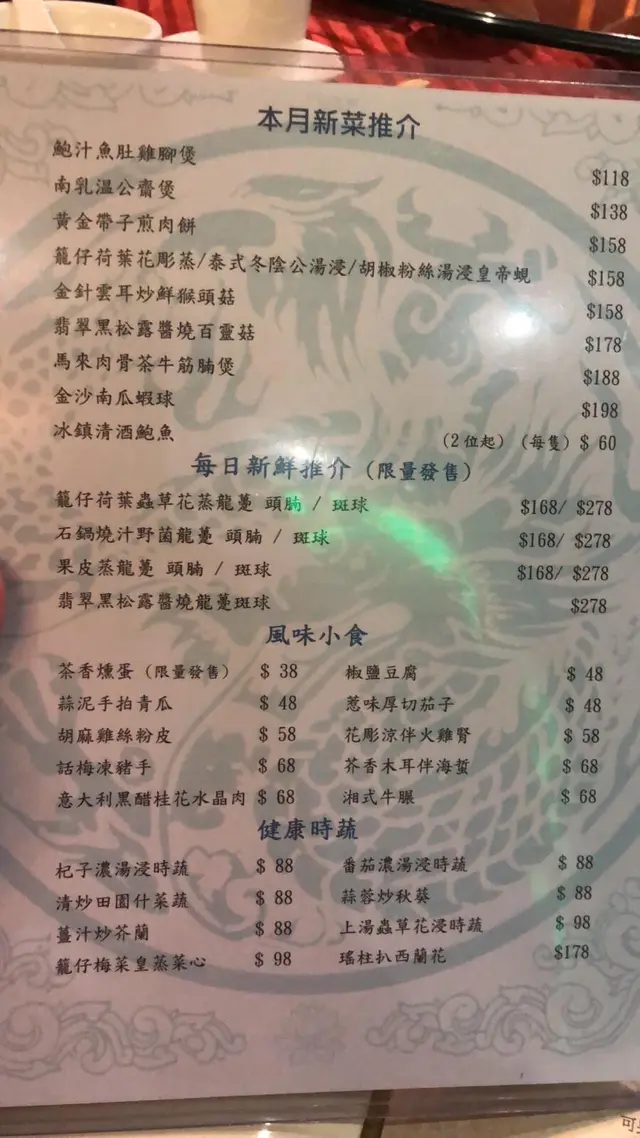 本月新菜推介
鮑汁魚肚雞腳煲 $118
南乳溫公齋煲 $138
黃金帶子煎肉餅 $158
籠仔荷葉花彫蒸/泰式冬陰公湯浸/胡椒粉絲湯浸皇帝蜆 $158
金針雲耳炒鮮猴頭菇 $158
翡翠黑松露醬燒百靈菇 $178
馬來肉骨茶牛筋腩煲 $188
金沙南瓜蝦球 $198
冰鎮清酒鮑魚 (2位起) (每隻) $ 60
每日新鮮推介 (限量發售)
籠仔荷葉蟲草花蒸龍躉 頭腩 / 斑球 $168/ $278
石鍋燒汁野菌龍躉 頭腩 / 斑球 $168/ $278
果皮蒸龍躉 頭腩 / 斑球 $168/ $278
翡翠黑松露醬燒龍躉斑球 $278
風味小食
茶香燻蛋 (限量發售) $ 38 椒鹽豆腐 $ 48
蒜泥手拍青瓜 $ 48 惹味厚切茄子 $ 48
胡麻雞絲粉皮 $ 58 花彫涼伴火雞腎 $ 58
話梅凍豬手 $ 68 芥香木耳伴海蜇 $ 68
意大利黑醋桂花水晶肉 $ 68 湘式牛𦟌 $ 68
健康時蔬
杞子濃湯浸時蔬 $ 88 番茄濃湯浸時蔬 $ 88
清炒田園什菜蔬 $ 88 蒜蓉炒秋葵 $ 88
薑汁炒芥蘭 $ 88 上湯蟲草花浸時蔬 $ 98
籠仔梅菜皇蒸菜心 $ 98 瑤柱扒西蘭花 $178